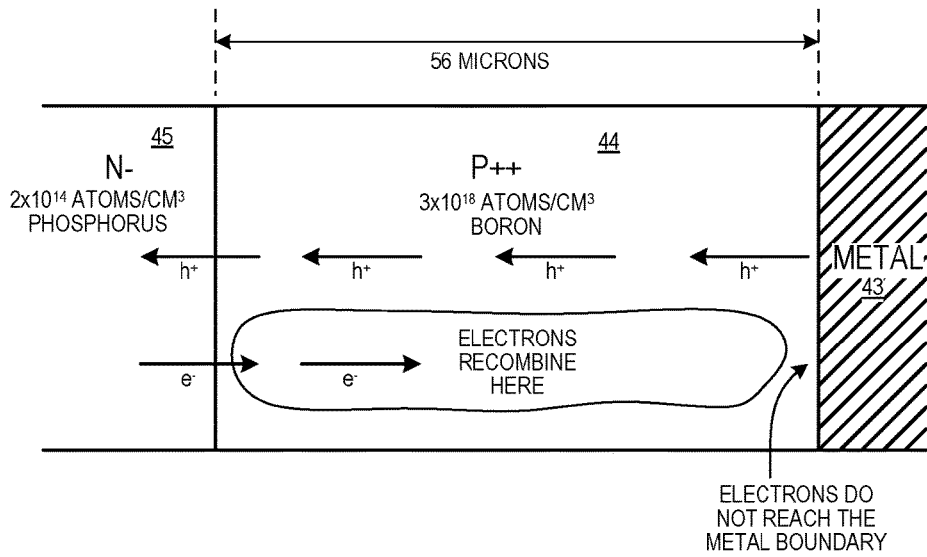 56 MICRONS
45
N-
2x10¹⁴ ATOMS/CM³
PHOSPHORUS
44
P++
3x10¹⁸ ATOMS/CM³
BORON
h⁺
h⁺
h⁺
h⁺
METAL
43
ELECTRONS
RECOMBINE
HERE
e⁻
e⁻
ELECTRONS DO
NOT REACH THE
METAL BOUNDARY